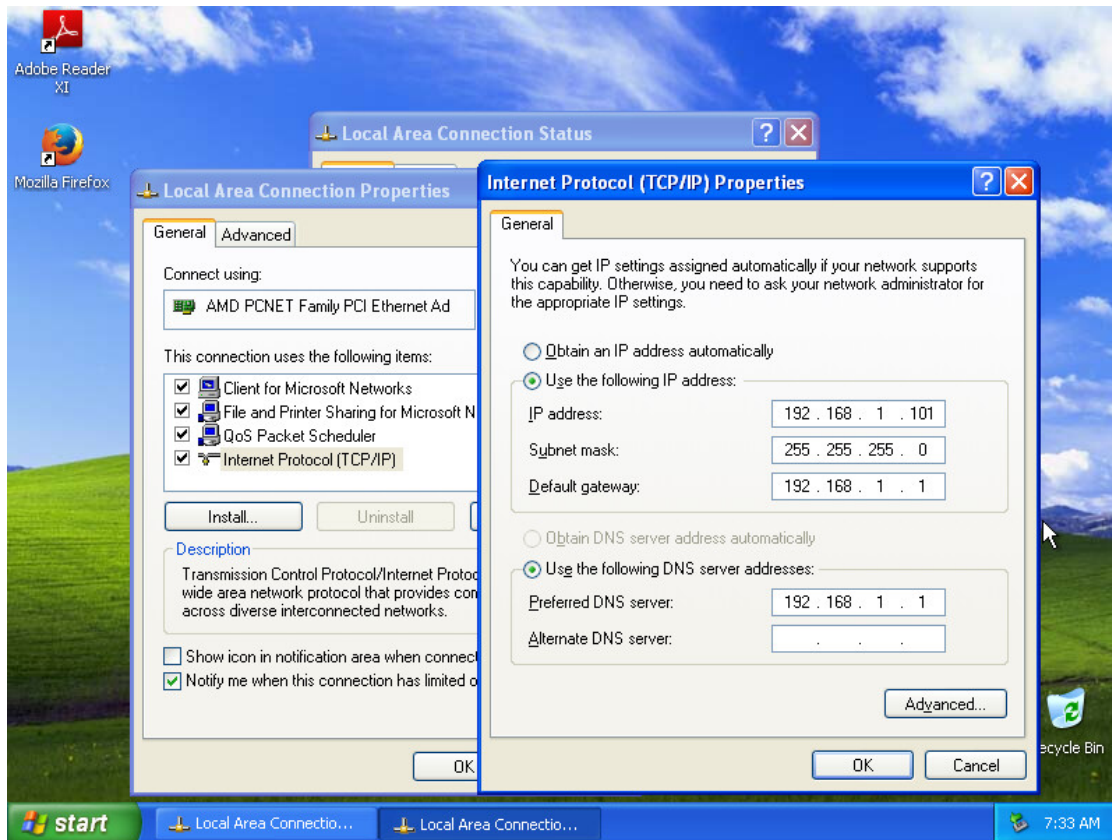 Adobe Reader
XI
Mozilla Firefox
Local Area Connection Status
Local Area Connection Properties
General
Advanced
Connect using:
AMD PCNET Family PCI Ethernet Ad
This connection uses the following items:
Client for Microsoft Networks
File and Printer Sharing for Microsoft N
QoS Packet Scheduler
Internet Protocol (TCP/IP)
Install...
Uninstall
Description
Transmission Control Protocol/Internet Protoc
wide area network protocol that provides con
across diverse interconnected networks.
Show icon in notification area when connect
Notify me when this connection has limited o
OK
Internet Protocol (TCP/IP) Properties
General
You can get IP settings assigned automatically if your network supports
this capability. Otherwise, you need to ask your network administrator for
the appropriate IP settings.
Obtain an IP address automatically
Use the following IP address:
IP address: 192 . 168 . 1 . 101
Subnet mask: 255 . 255 . 255 . 0
Default gateway: 192 . 168 . 1 . 1
Obtain DNS server address automatically
Use the following DNS server addresses:
Preferred DNS server: 192 . 168 . 1 . 1
Alternate DNS server: . . .
Advanced...
OK
Cancel
ecycle Bin
start
Local Area Connectio...
Local Area Connectio...
7:33 AM